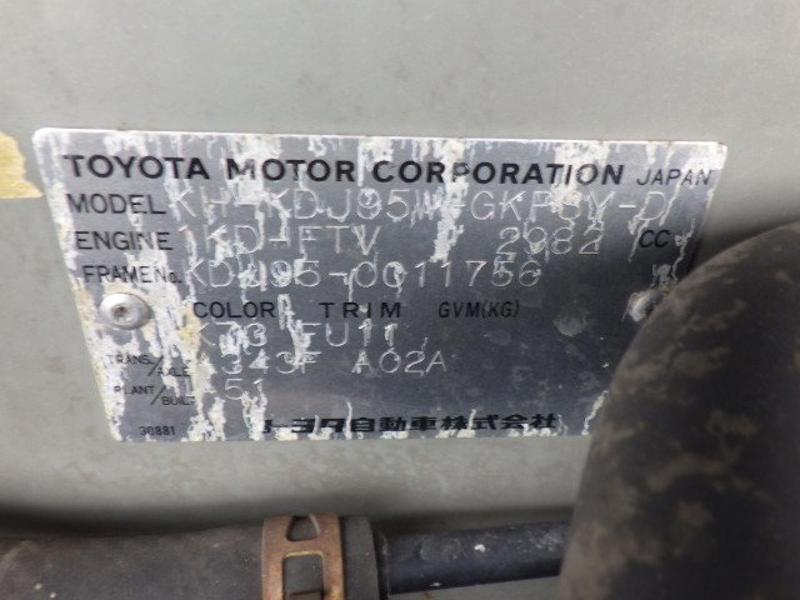 TOYOTA MOTOR CORPORATION JAPAN
MODEL KH-KDJ95W-GKPGY-D
ENGINE 1KD-FTV 2982 CC
FRAME No. KDJ95-0011756
COLOR TRIM GVM(KG)
FU11
TRANS./AXLE A343F A02A
PLANT/BUILT 51
30881 トヨタ自動車株式会社